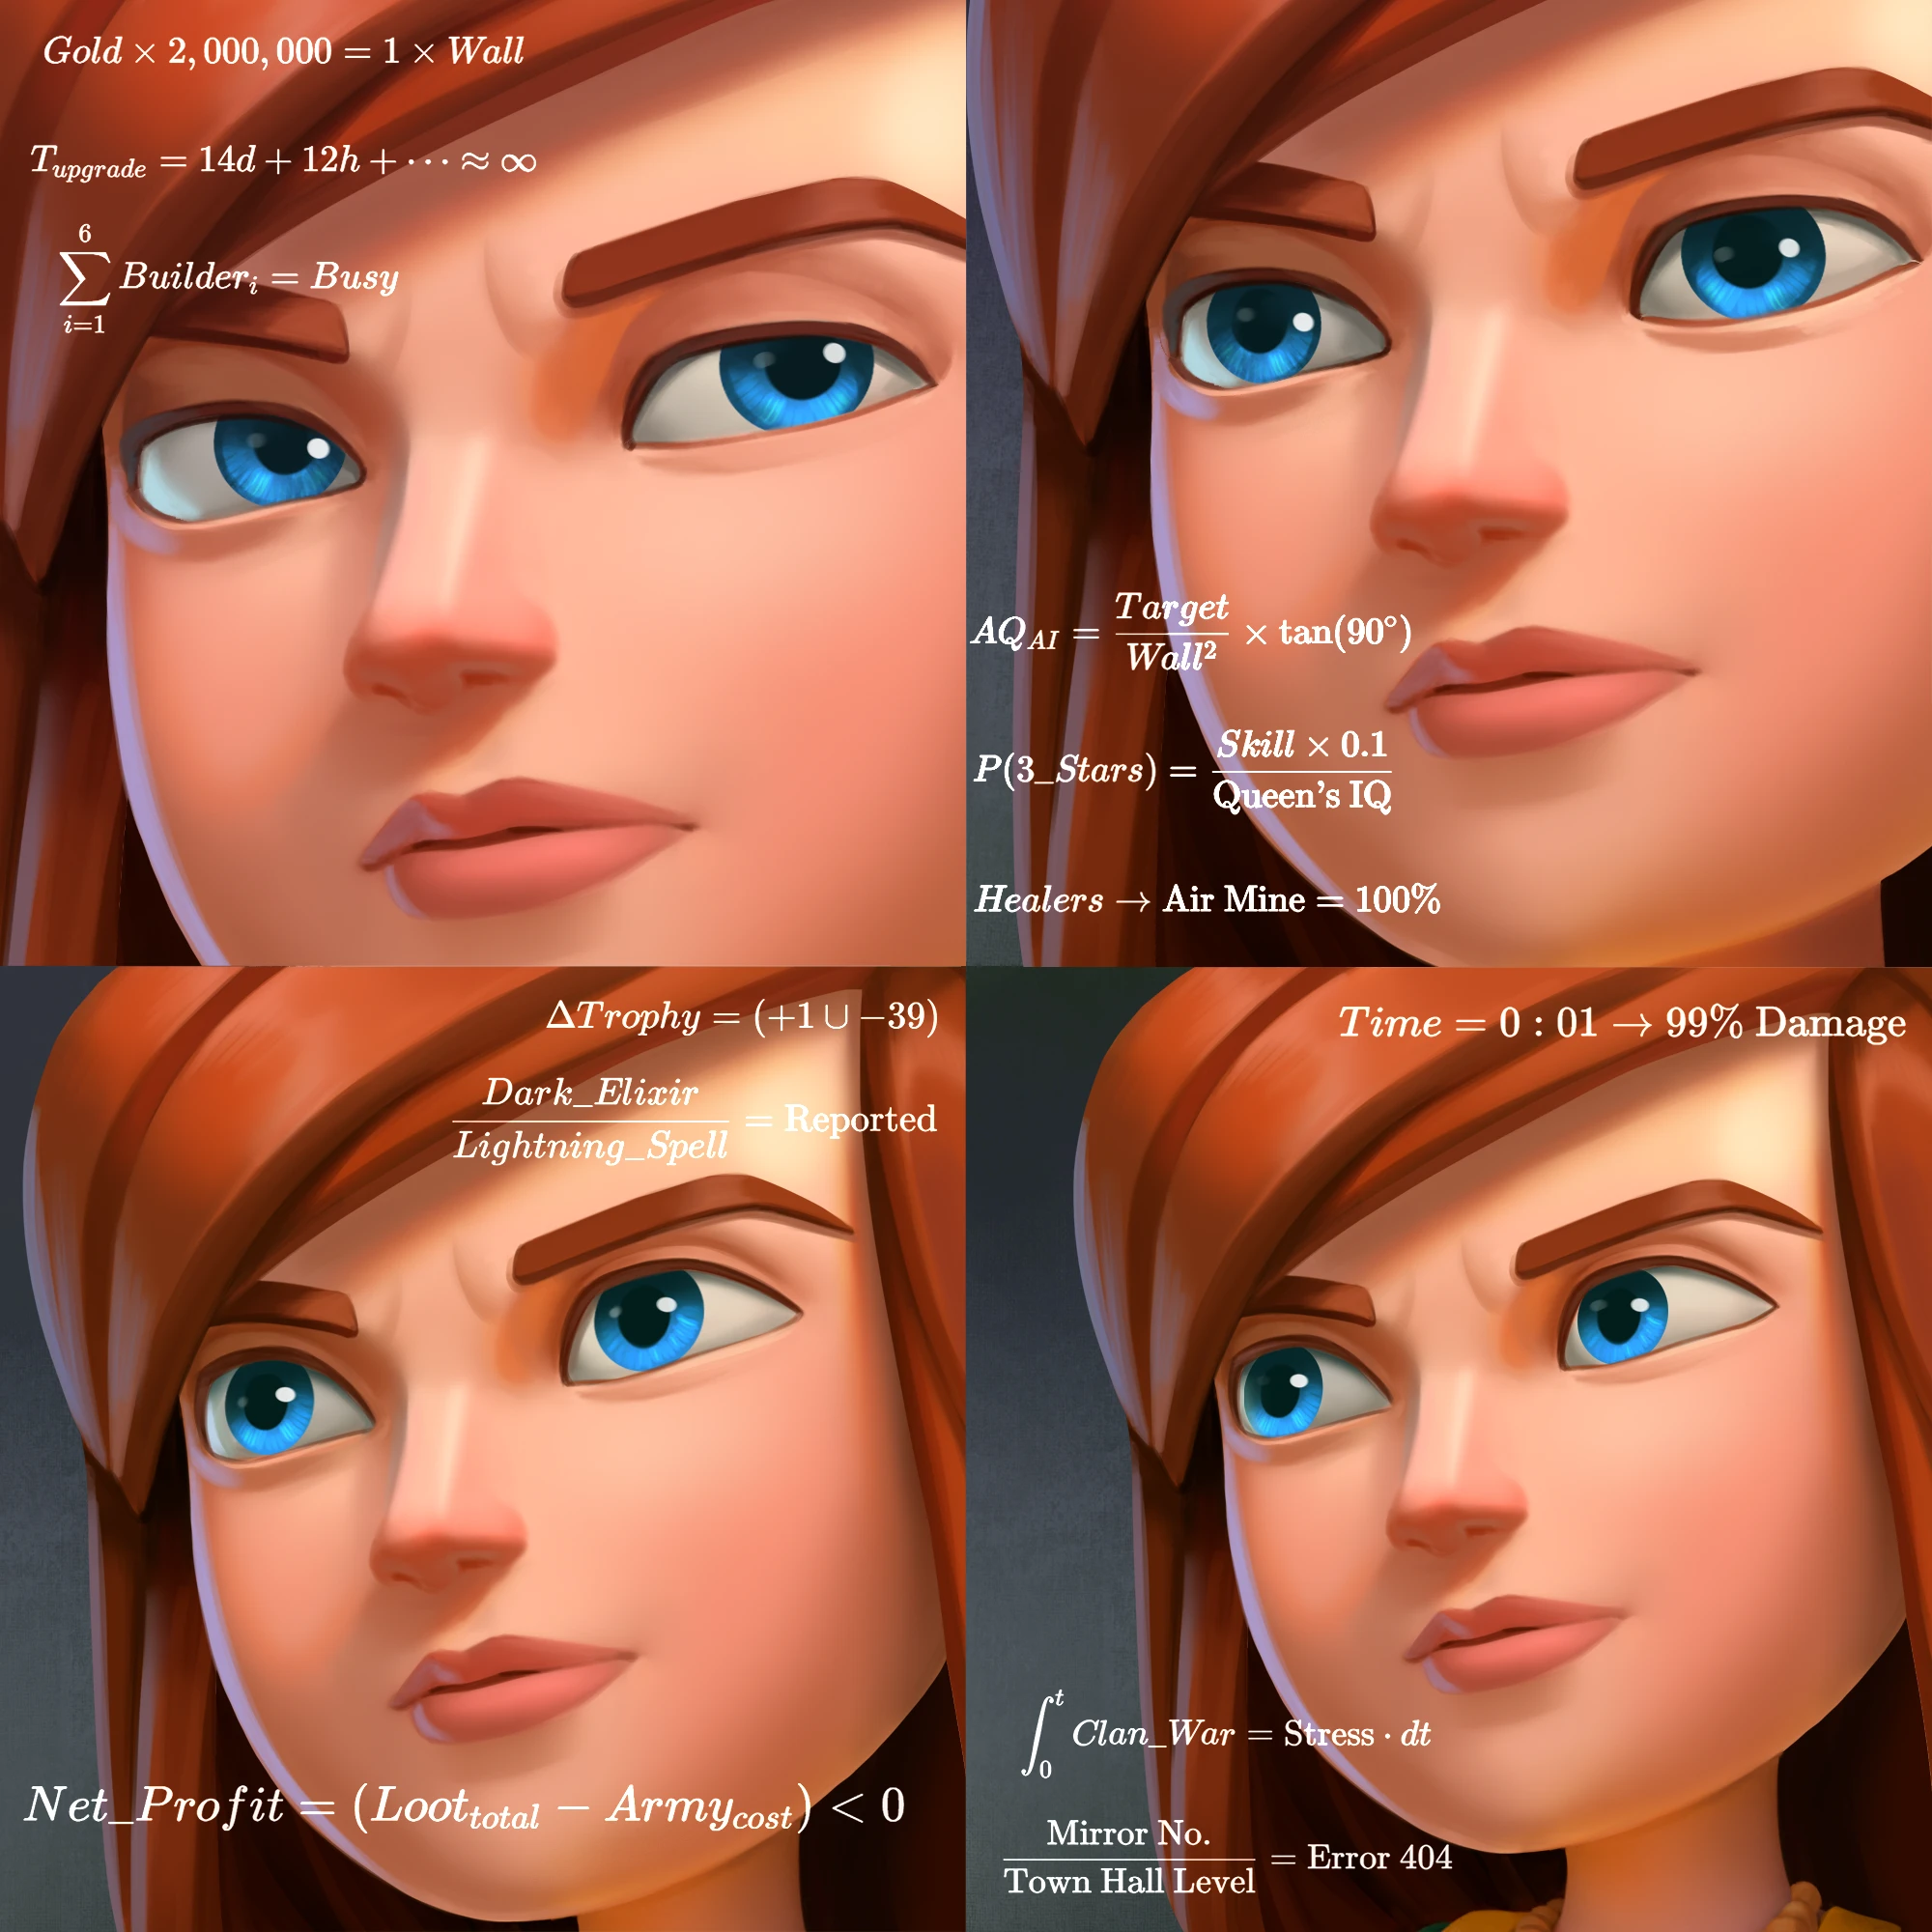 Gold × 2,000,000 = 1 × Wall
T_upgrade = 14d + 12h + ⋯ ≈ ∞
∑_{i=1}^{6} Builder_i = Busy
AQ_AI = Target / Wall² × tan(90°)
P(3_Stars) = Skill × 0.1 / Queen's IQ
Healers → Air Mine = 100%
ΔTrophy = (+1 ∪ −39)
Dark_Elixir / Lightning_Spell = Reported
Net_Profit = (Loot_total − Army_cost) < 0
Time = 0 : 01 → 99% Damage
∫_0^t Clan_War = Stress · dt
Mirror No. / Town Hall Level = Error 404